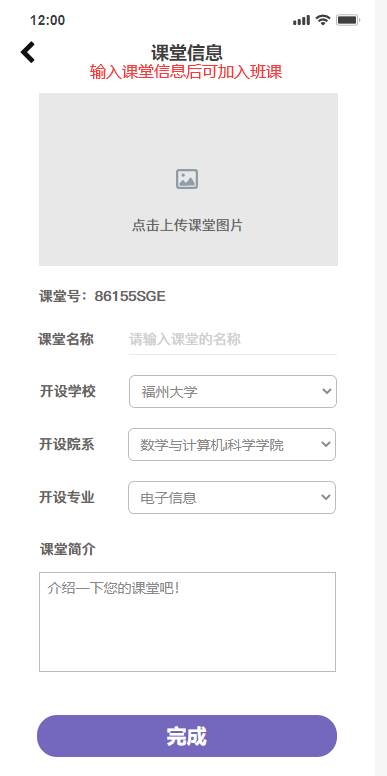 12:00
课堂信息
输入课堂信息后可加入班课
点击上传课堂图片
课堂号：86155SGE
课堂名称 请输入课堂的名称
开设学校 福州大学
开设院系 数学与计算机i科学学院
开设专业 电子信息
课堂简介
介绍一下您的课堂吧！
完成